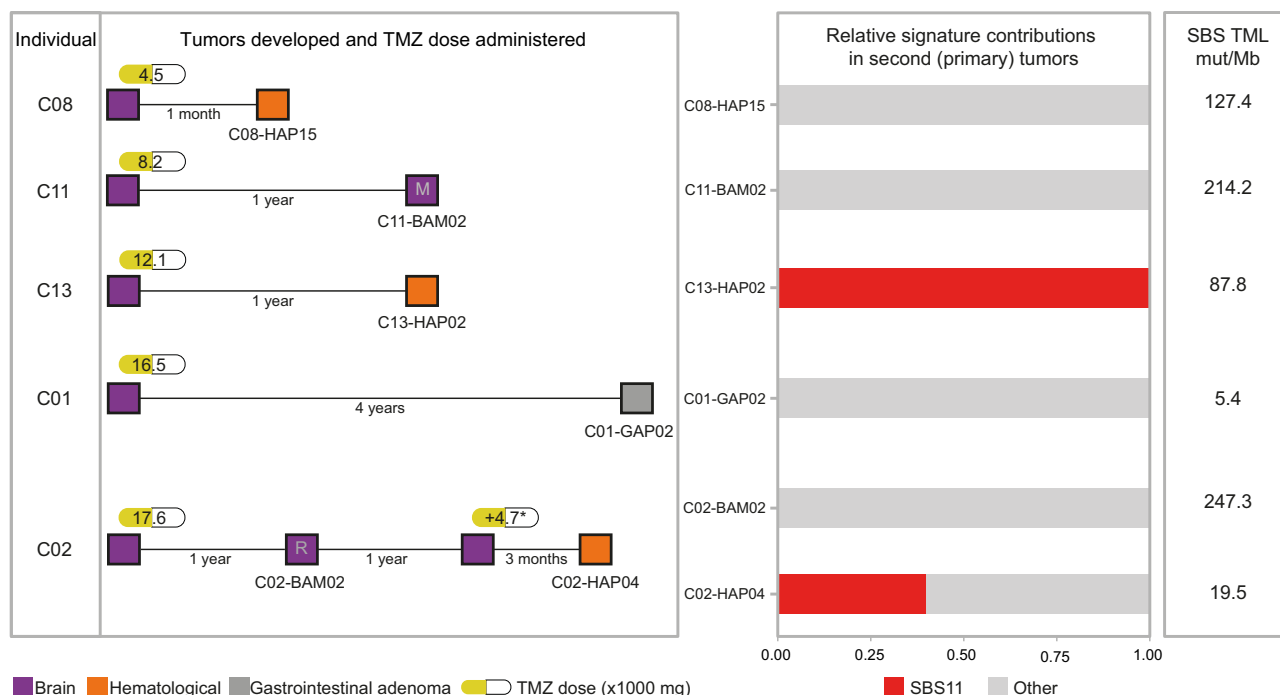 Individual
Tumors developed and TMZ dose administered
Relative signature contributions
in second (primary) tumors
SBS TML
mut/Mb
4.5
C08
1 month
C08-HAP15
C08-HAP15
127.4
8.2
C11
M
1 year
C11-BAM02
C11-BAM02
214.2
12.1
C13
1 year
C13-HAP02
C13-HAP02
87.8
16.5
C01
4 years
C01-GAP02
C01-GAP02
5.4
17.6
+4.7*
C02
R
1 year
1 year
3 months
C02-BAM02
C02-HAP04
C02-BAM02
247.3
C02-HAP04
19.5
0.00
0.25
0.50
0.75
1.00
Brain
Hematological
Gastrointestinal adenoma
TMZ dose (x1000 mg)
SBS11
Other